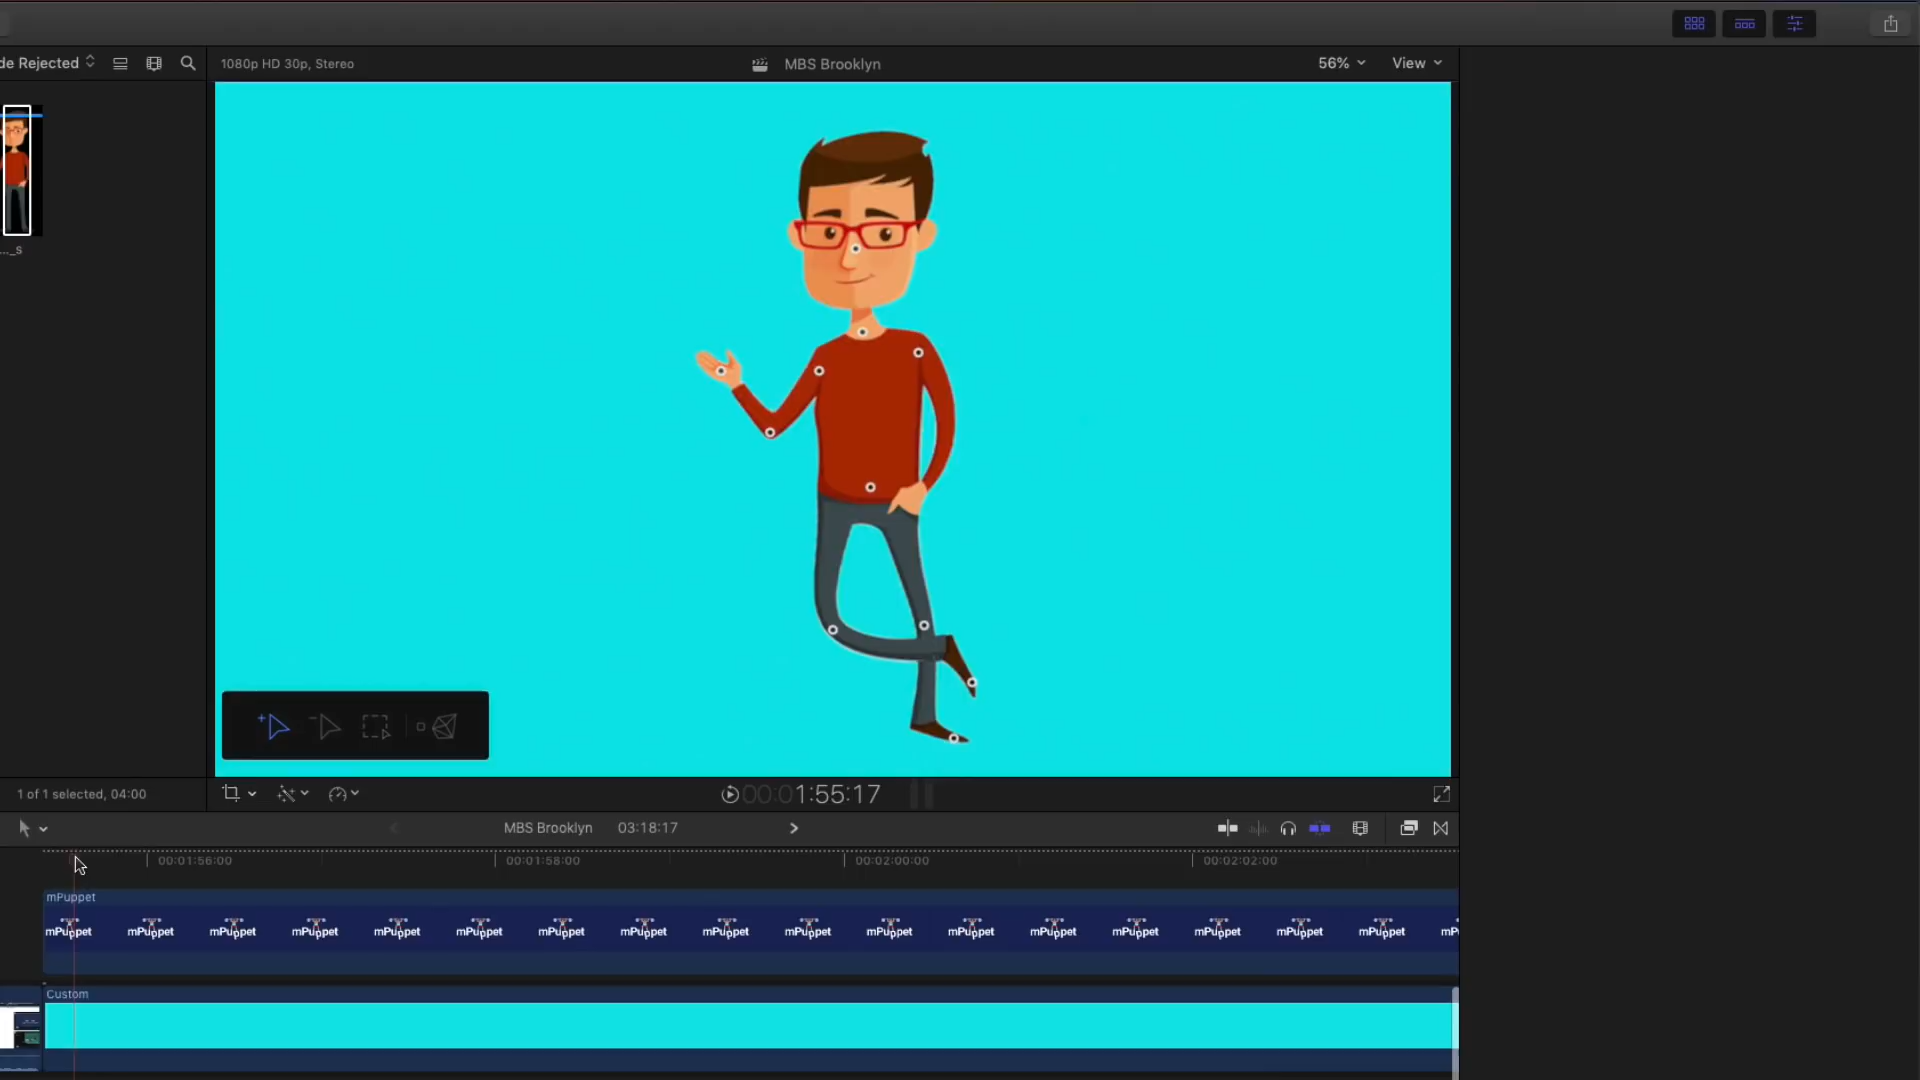 de Rejected
1080p HD 30p, Stereo
MBS Brooklyn
56%
View
..._s
1 of 1 selected, 04:00
00:01:55:17
MBS Brooklyn
03:18:17
00:01:56:00
00:01:58:00
00:02:00:00
00:02:02:00
mPuppet
mPuppet mPuppet mPuppet mPuppet mPuppet mPuppet mPuppet mPuppet mPuppet mPuppet mPuppet mPuppet mPuppet mPuppet mPuppet mPuppet mPuppet mPu
Custom